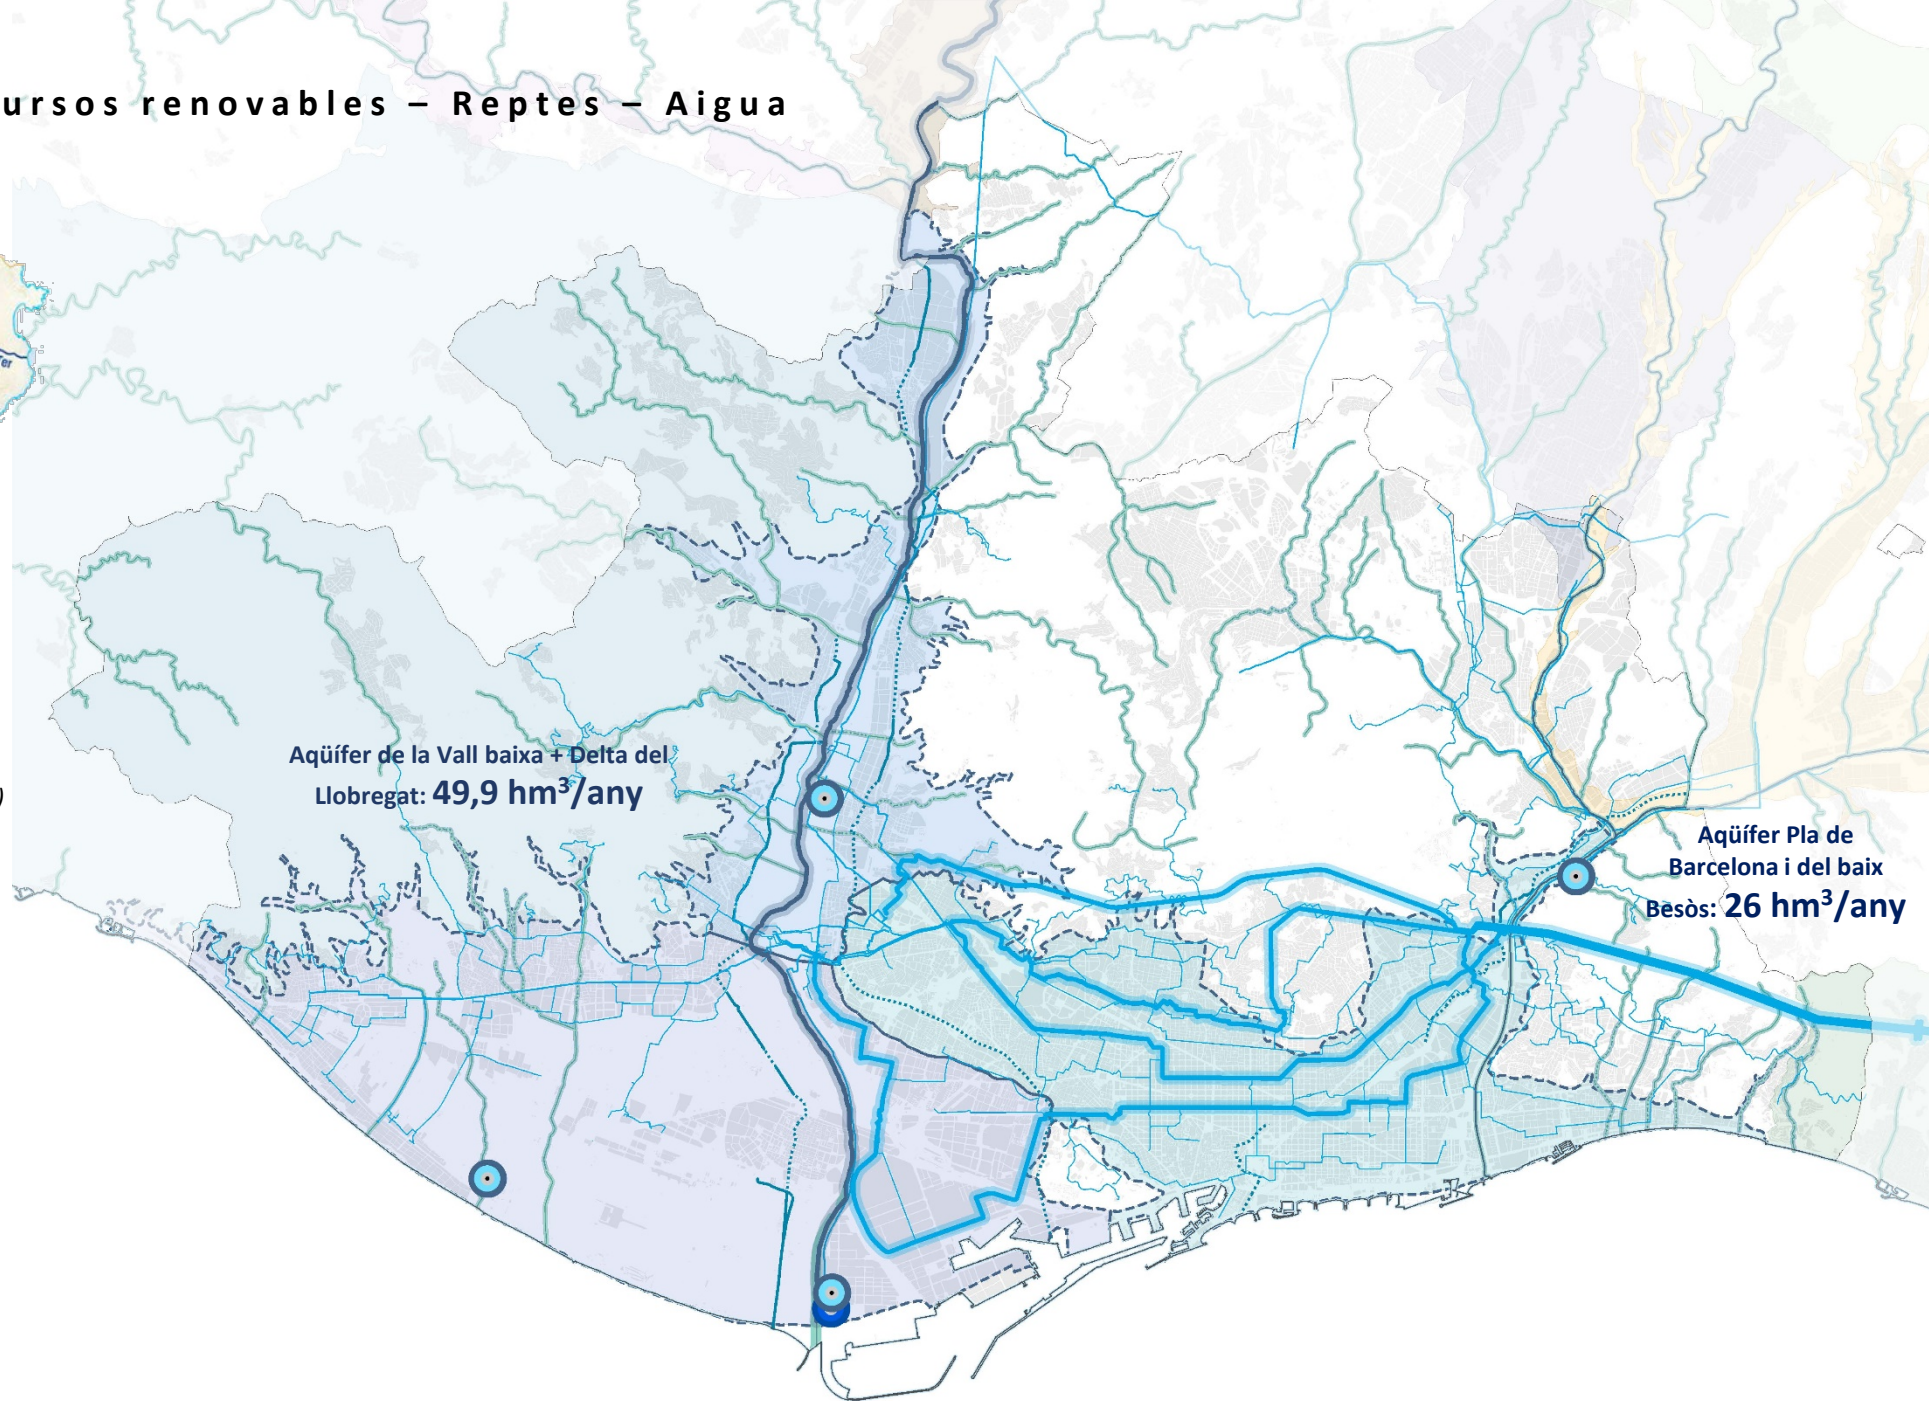 ursos renovables – Reptes – Aigua
Aqüífer de la Vall baixa + Delta del
Llobregat: 49,9 hm³/any
)
Aqüífer Pla de
Barcelona i del baix
Besòs: 26 hm³/any